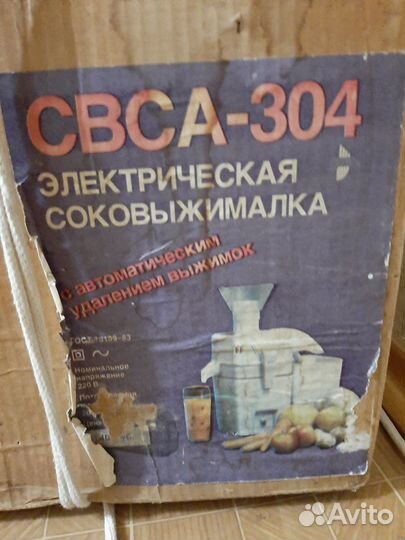 СВСА-304
ЭЛЕКТРИЧЕСКАЯ
СОКОВЫЖИМАЛКА
с автоматическим
удалением выжимок
Номинальное
напряжение
220 В
Avito